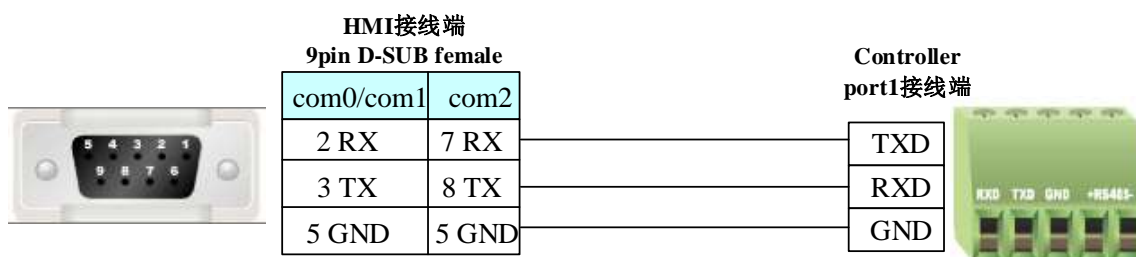 HMI接线端
9pin D-SUB female
Controller
port1接线端
com0/com1 com2
2 RX 7 RX TXD
3 TX 8 TX RXD
5 GND 5 GND GND
5 4 3 2 1
9 8 7 6
RXD TXD GND +RS485-